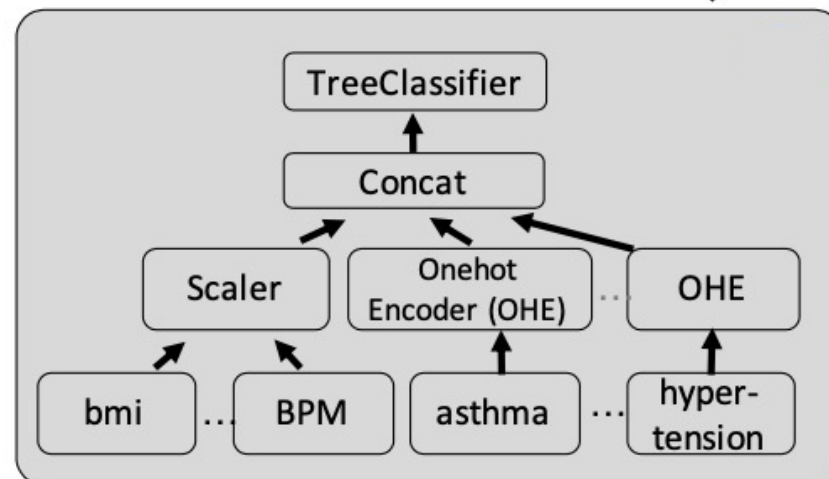 TreeClassifier
Concat
Scaler
Onehot
Encoder (OHE)
...
OHE
bmi
...
BPM
asthma
...
hyper-
tension